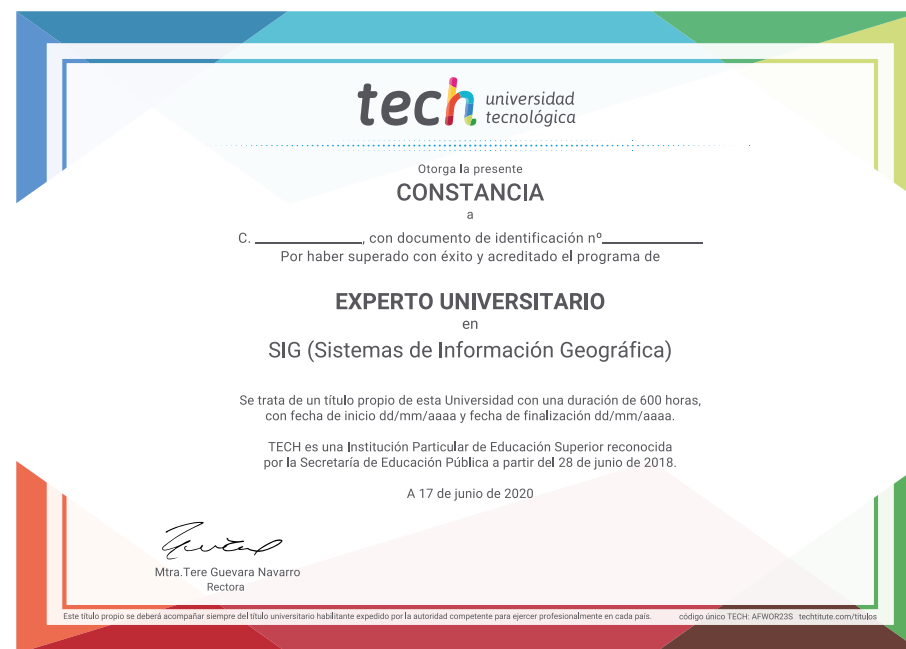 tech universidad
tecnológica
Otorga la presente
CONSTANCIA
a
C. ____________, con documento de identificación nº____________
Por haber superado con éxito y acreditado el programa de
EXPERTO UNIVERSITARIO
en
SIG (Sistemas de Información Geográfica)
Se trata de un título propio de esta Universidad con una duración de 600 horas,
con fecha de inicio dd/mm/aaaa y fecha de finalización dd/mm/aaaa.
TECH es una Institución Particular de Educación Superior reconocida
por la Secretaría de Educación Pública a partir del 28 de junio de 2018.
A 17 de junio de 2020
Mtra.Tere Guevara Navarro
Rectora
Este título propio se deberá acompañar siempre del título universitario habilitante expedido por la autoridad competente para ejercer profesionalmente en cada país. código único TECH: AFWOR23S techtitute.com/titulos